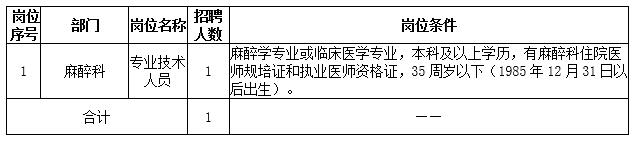 岗位序号 部门 岗位名称 招聘人数 岗位条件
1 麻醉科 专业技术人员 1 麻醉学专业或临床医学专业，本科及以上学历，有麻醉科住院医
师规培证和执业医师资格证，35周岁以下（1985年12月31日以
后出生）。
合计 1 ——